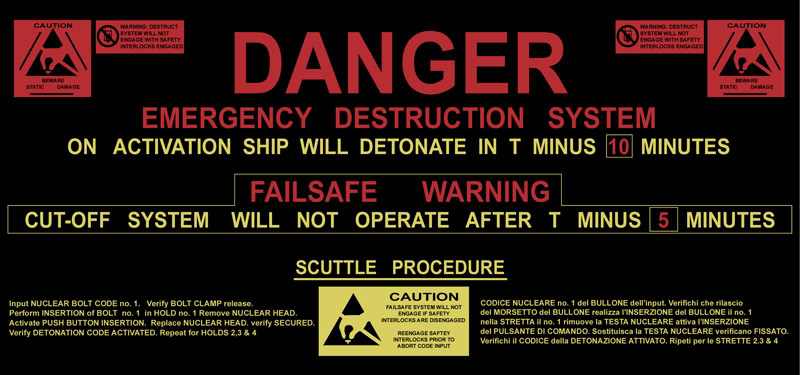 CAUTION
BEWARE
STATIC DAMAGE
WARNING: DESTRUCT
SYSTEM WILL NOT
ENGAGE WITH SAFETY
INTERLOCKS ENGAGED
DANGER
WARNING: DESTRUCT
SYSTEM WILL NOT
ENGAGE WITH SAFETY
INTERLOCKS ENGAGED
CAUTION
BEWARE
STATIC DAMAGE
EMERGENCY DESTRUCTION SYSTEM
ON ACTIVATION SHIP WILL DETONATE IN T MINUS 10 MINUTES
FAILSAFE WARNING
CUT-OFF SYSTEM WILL NOT OPERATE AFTER T MINUS 5 MINUTES
SCUTTLE PROCEDURE
Input NUCLEAR BOLT CODE no. 1. Verify BOLT CLAMP release.
Perform INSERTION of BOLT no. 1 in HOLD no. 1 Remove NUCLEAR HEAD.
Activate PUSH BUTTON INSERTION. Replace NUCLEAR HEAD. verify SECURED.
Verify DETONATION CODE ACTIVATED. Repeat for HOLDS 2,3 & 4
CAUTION
FAILSAFE SYSTEM WILL NOT
ENGAGE IF SAFETY
INTERLOCKS ARE DISENGAGED
REENGAGE SAFTEY
INTERLOCKS PRIOR TO
ABORT CODE INPUT
CODICE NUCLEARE no. 1 del BULLONE dell'input. Verifichi che rilascio
del MORSETTO del BULLONE realizza l'INSERZIONE del BULLONE il no. 1
nella STRETTA il no. 1 rimuove la TESTA NUCLEARE attiva l'INSERZIONE
del PULSANTE DI COMANDO. Sostituisca la TESTA NUCLEARE verificano FISSATO.
Verifichi il CODICE della DETONAZIONE ATTIVATO. Ripeti per le STRETTE 2.3 & 4